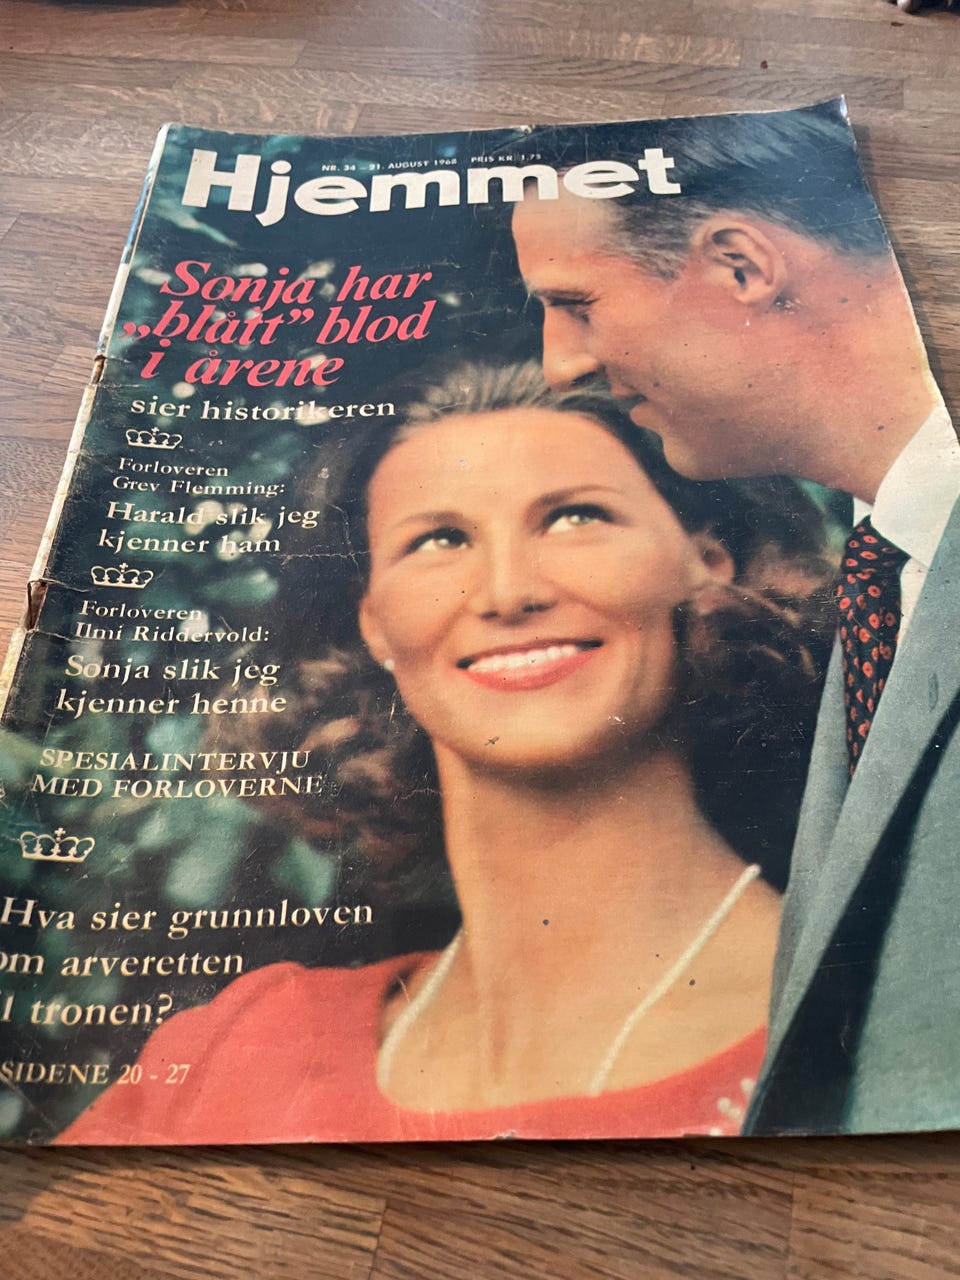 NR. 34 – 21. AUGUST 1968 PRIS KR. 1,75
Hjemmet
Sonja har
„blått” blod
i årene
sier historikeren
Forloveren
Grev Flemming:
Harald slik jeg
kjenner ham
Forloveren
Ilmi Riddervold:
Sonja slik jeg
kjenner henne
SPESIALINTERVJU
MED FORLOVERNE
Hva sier grunnloven
om arveretten
l tronen?
SIDENE 20 - 27